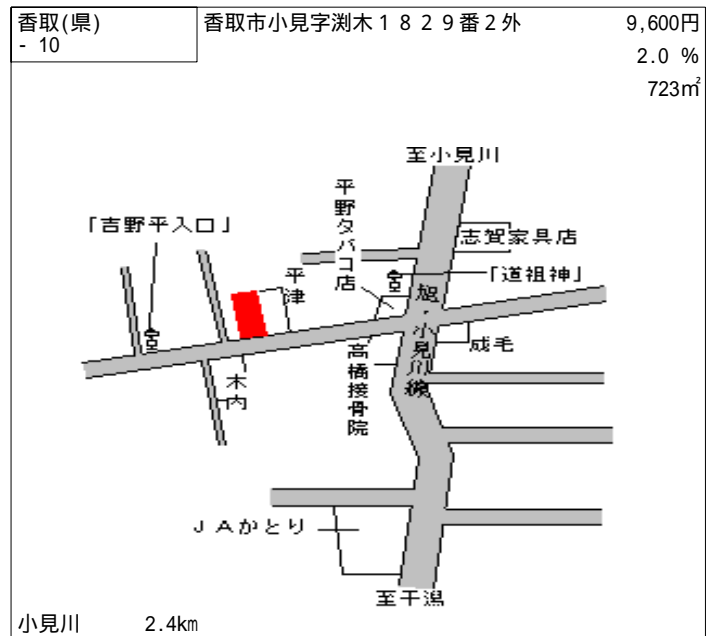 香取(県)
- 10
香取市小見字渕木1829番2外
9,600円
2.0 %
723㎡
至小見川
平野タバコ店
「吉野平入口」
志賀家具店
平津
「道祖神」
旭・小見川線
成毛
高橋接骨院
木内
JAかとり
至干潟
小見川 2.4km